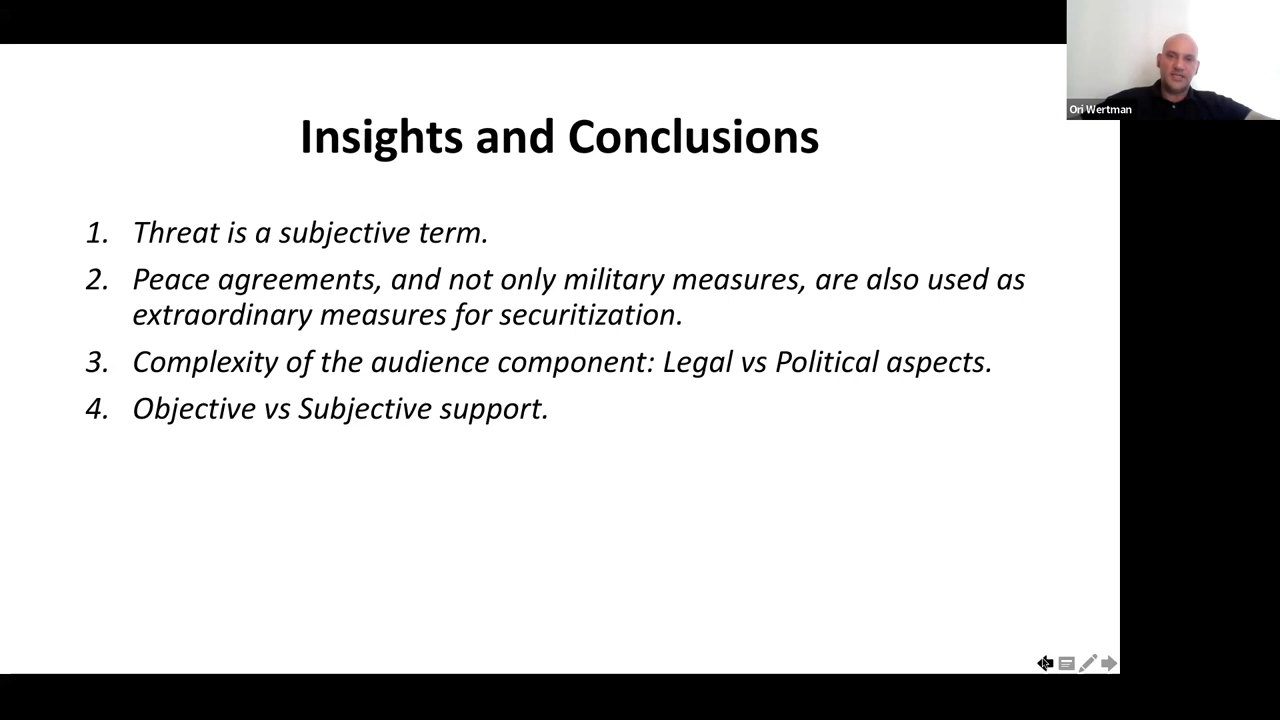 Ori Wertman
Insights and Conclusions
1. Threat is a subjective term.
2. Peace agreements, and not only military measures, are also used as
extraordinary measures for securitization.
3. Complexity of the audience component: Legal vs Political aspects.
4. Objective vs Subjective support.